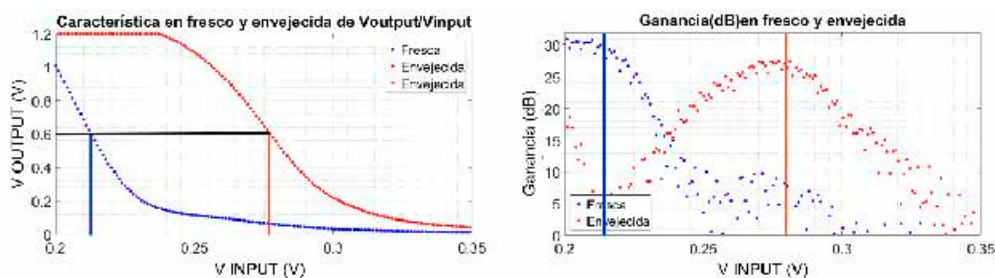 Característica en fresco y envejecida de Voutput/Vinput
1.2
1
0.8
0.6
0.4
0.2
0
V OUTPUT (V)
Fresca
Envejecida
Envejecida
0.2
0.25
0.3
0.35
V INPUT (V)
Ganancia(dB)en fresco y envejecida
30
25
20
15
10
5
0
Ganancia (dB)
Fresca
Envejecida
0.2
0.25
0.3
0.35
V INPUT (V)